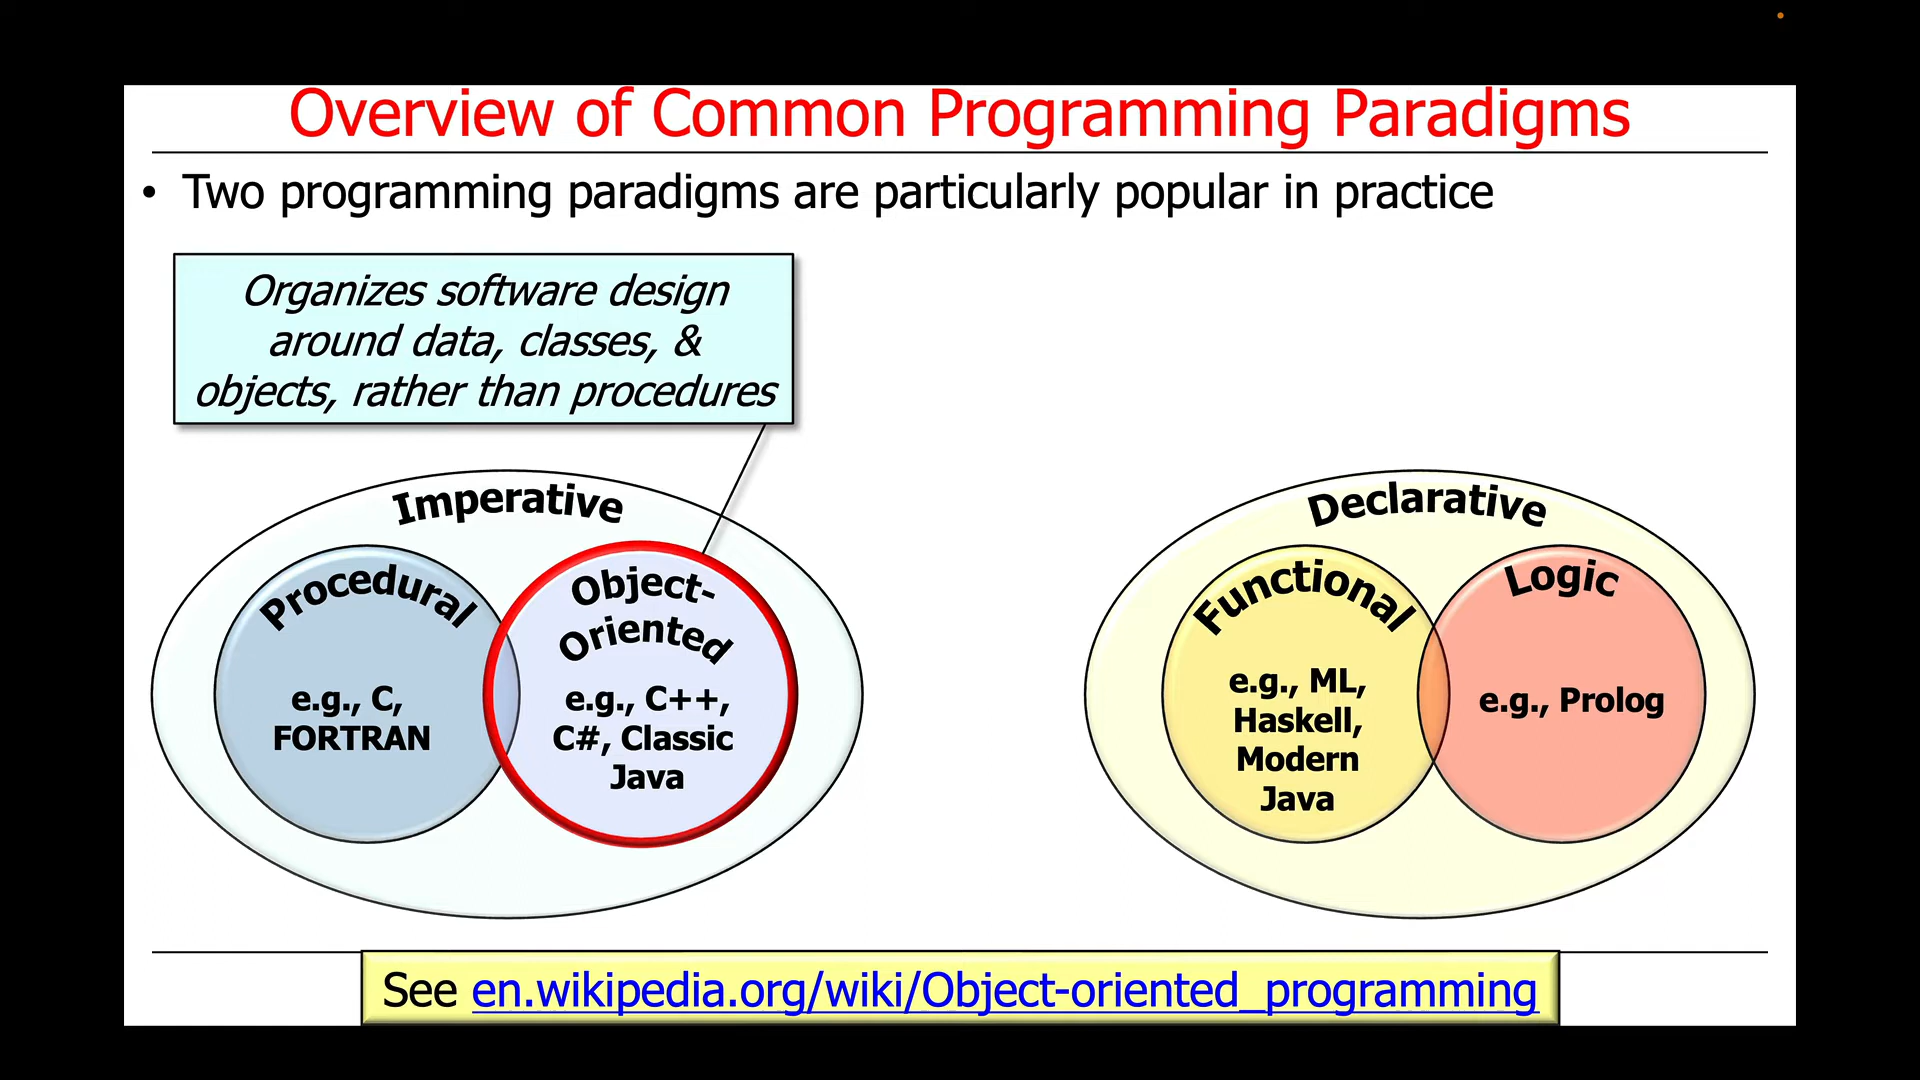 Overview of Common Programming Paradigms
• Two programming paradigms are particularly popular in practice
Organizes software design
around data, classes, &
objects, rather than procedures
Imperative
Procedural
e.g., C,
FORTRAN
Object-
Oriented
e.g., C++,
C#, Classic
Java
Declarative
Functional
e.g., ML,
Haskell,
Modern
Java
Logic
e.g., Prolog
See en.wikipedia.org/wiki/Object-oriented_programming